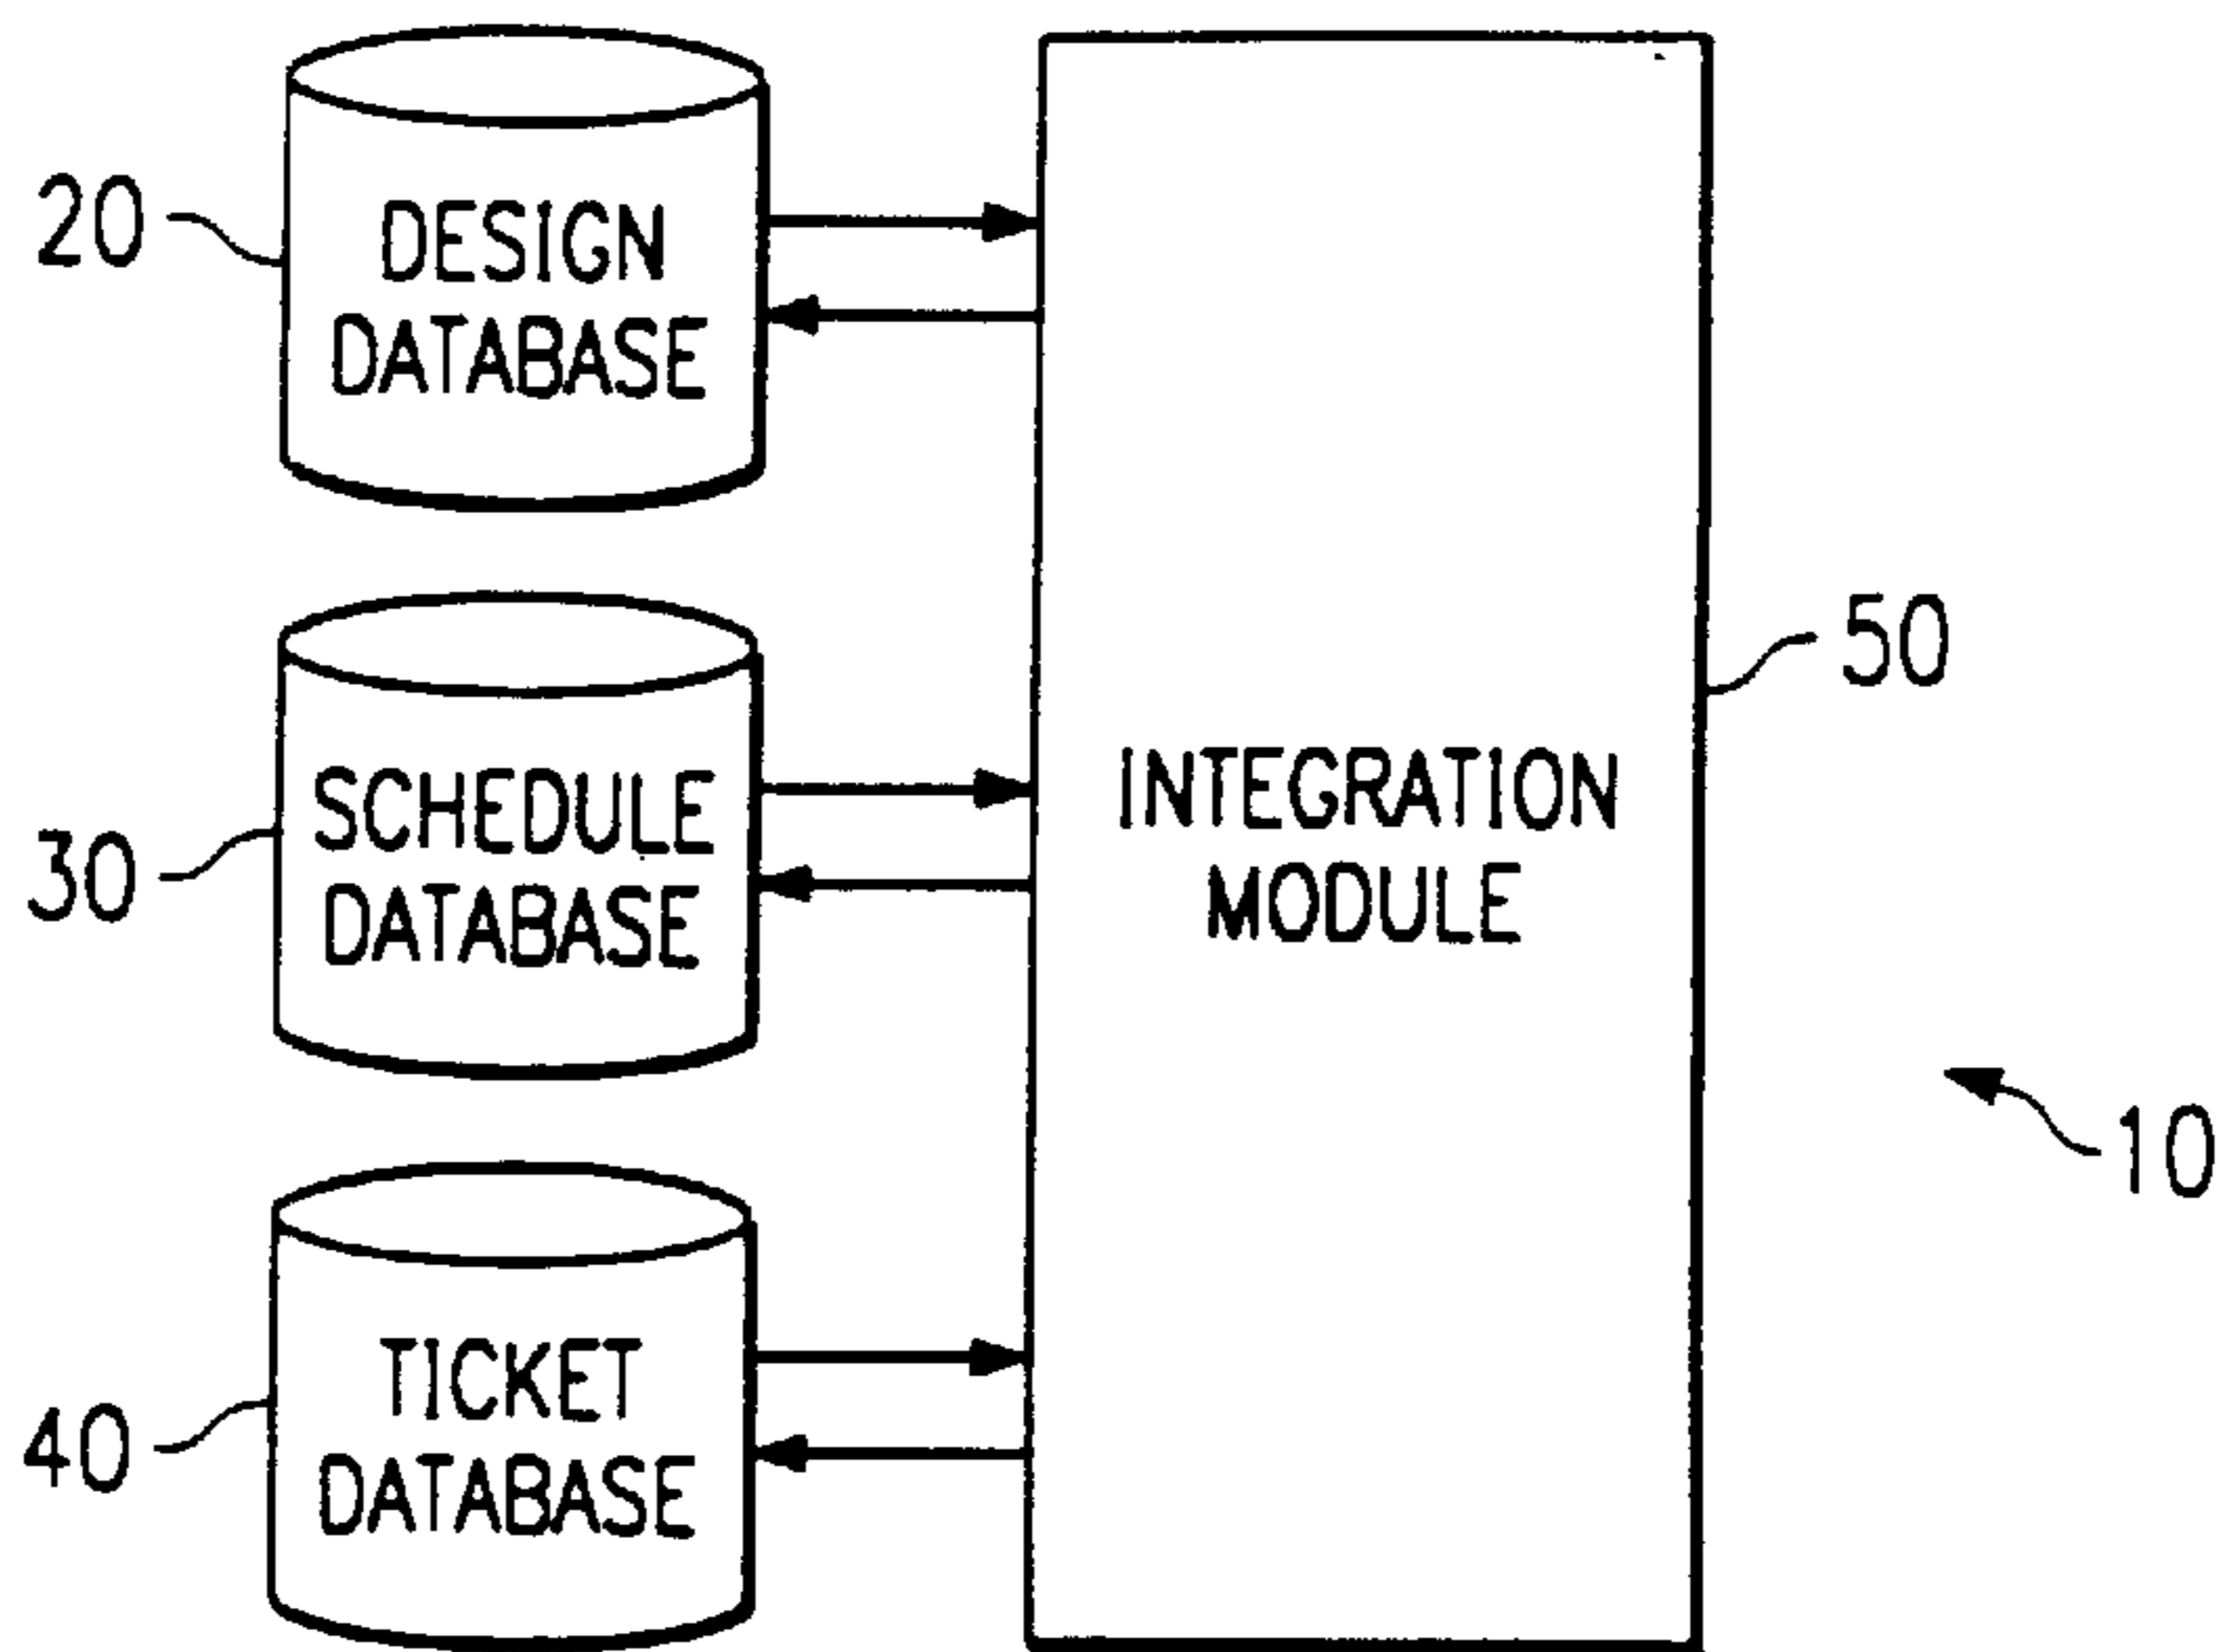 20
DESIGN
DATABASE
30
SCHEDULE
DATABASE
40
TICKET
DATABASE
INTEGRATION
MODULE
50
10